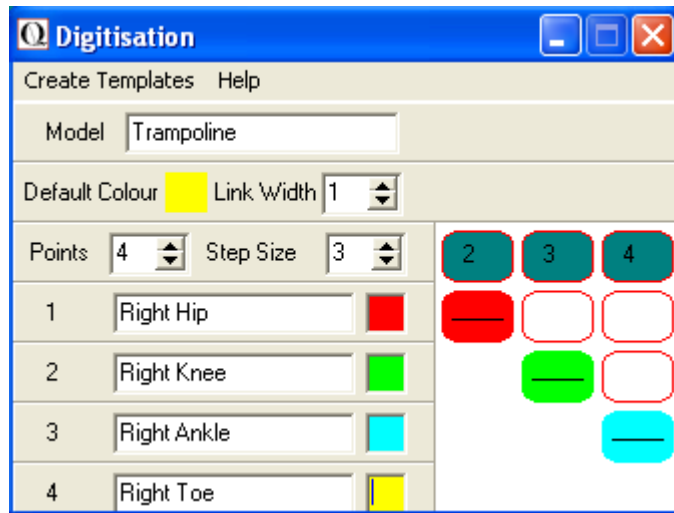 Digitisation
Create Templates Help
Model Trampoline
Default Colour Link Width 1
Points 4 Step Size 3 2 3 4
1 Right Hip
2 Right Knee
3 Right Ankle
4 Right Toe